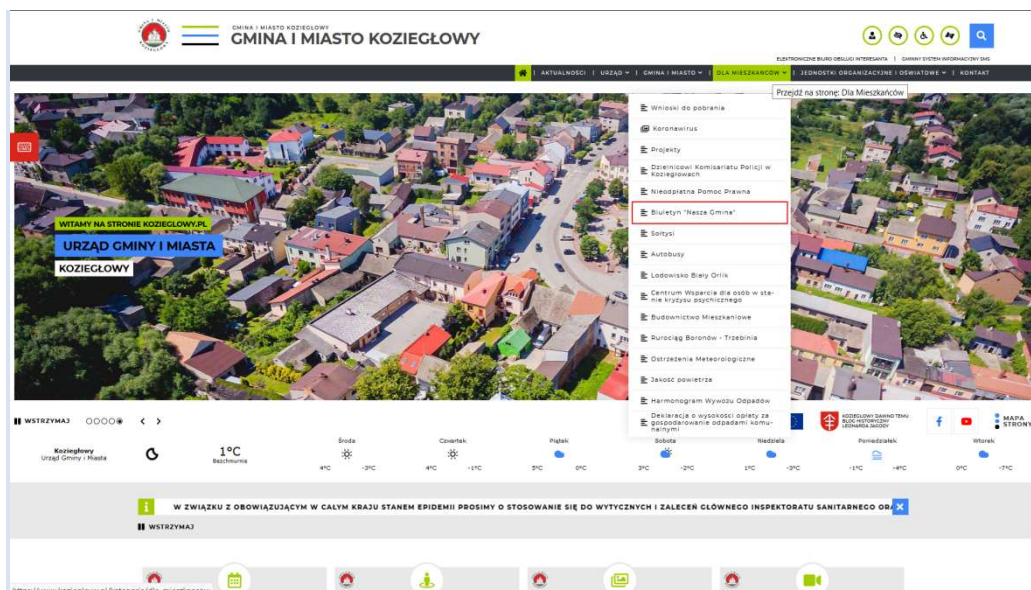 GMINA I MIASTO KOZIEGŁOWY
GMINA I MIASTO KOZIEGŁOWY
ELEKTRONICZNE BIURO OBSŁUGI INTERESANTA | GMINNY SYSTEM INFORMACYJNY SMS
| AKTUALNOŚCI | URZĄD | GMINA I MIASTO | DLA MIESZKAŃCÓW | JEDNOSTKI ORGANIZACYJNE I OŚWIATOWE | KONTAKT
Przejdź na stronę: Dla Mieszkańców
Wnioski do pobrania
Koronawirus
Projekty
Dzielnicowi Komisariatu Policji w
Koziegłowach
Nieodpłatna Pomoc Prawna
Biuletyn "Nasza Gmina"
Sołtysi
Autobusy
Lodowisko Biały Orlik
Centrum Wsparcia dla osób w sta-
nie kryzysu psychicznego
Budownictwo Mieszkaniowe
Rurociąg Boronów - Trzebinia
Ostrzeżenia Meteorologiczne
Jakość powietrza
Harmonogram Wywozu Odpadów
Deklaracja o wysokości opłaty za
gospodarowanie odpadami komu-
nalnymi
WITAMY NA STRONIE KOZIEGLOWY.PL
URZĄD GMINY I MIASTA
KOZIEGŁOWY
WSTRZYMAJ
KOZIEGŁOWY DAWNO TEMU
BLOG HISTORYCZNY
LEONARDA JAGODY
MAPA
STRONY
Koziegłowy
Urząd Gminy i Miasta
1°C
Bezchmurnie
Środa Czwartek Piątek Sobota Niedziela Poniedziałek Wtorek
4°C -3°C 4°C -1°C 5°C 0°C 3°C -2°C 1°C -3°C -1°C -4°C 0°C -7°C
W ZWIĄZKU Z OBOWIĄZUJĄCYM W CAŁYM KRAJU STANEM EPIDEMII PROSIMY O STOSOWANIE SIĘ DO WYTYCZNYCH I ZALECEŃ GŁÓWNEGO INSPEKTORATU SANITARNEGO ORA
WSTRZYMAJ